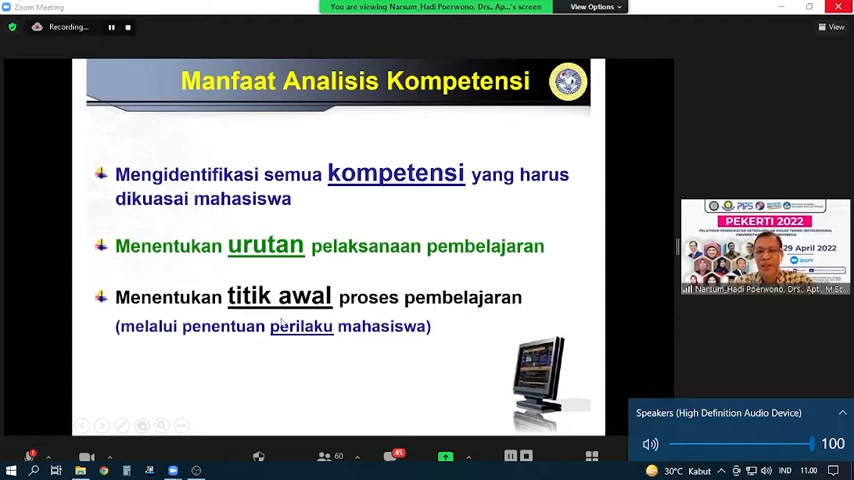 Zoom Meeting
You are viewing Narsum_Hadi Poerwono, Drs., Ap...'s screen
View Options
Recording...
View
Manfaat Analisis Kompetensi
Mengidentifikasi semua kompetensi yang harus
dikuasai mahasiswa
Menentukan urutan pelaksanaan pembelajaran
Menentukan titik awal proses pembelajaran
(melalui penentuan perilaku mahasiswa)
PIPS
PEKERTI 2022
29 April 2022
zoom
Narsum_Hadi Poerwono, Drs., Apt., M.Sc...
Speakers (High Definition Audio Device)
100
60
45
30°C Kabut
IND
11.00